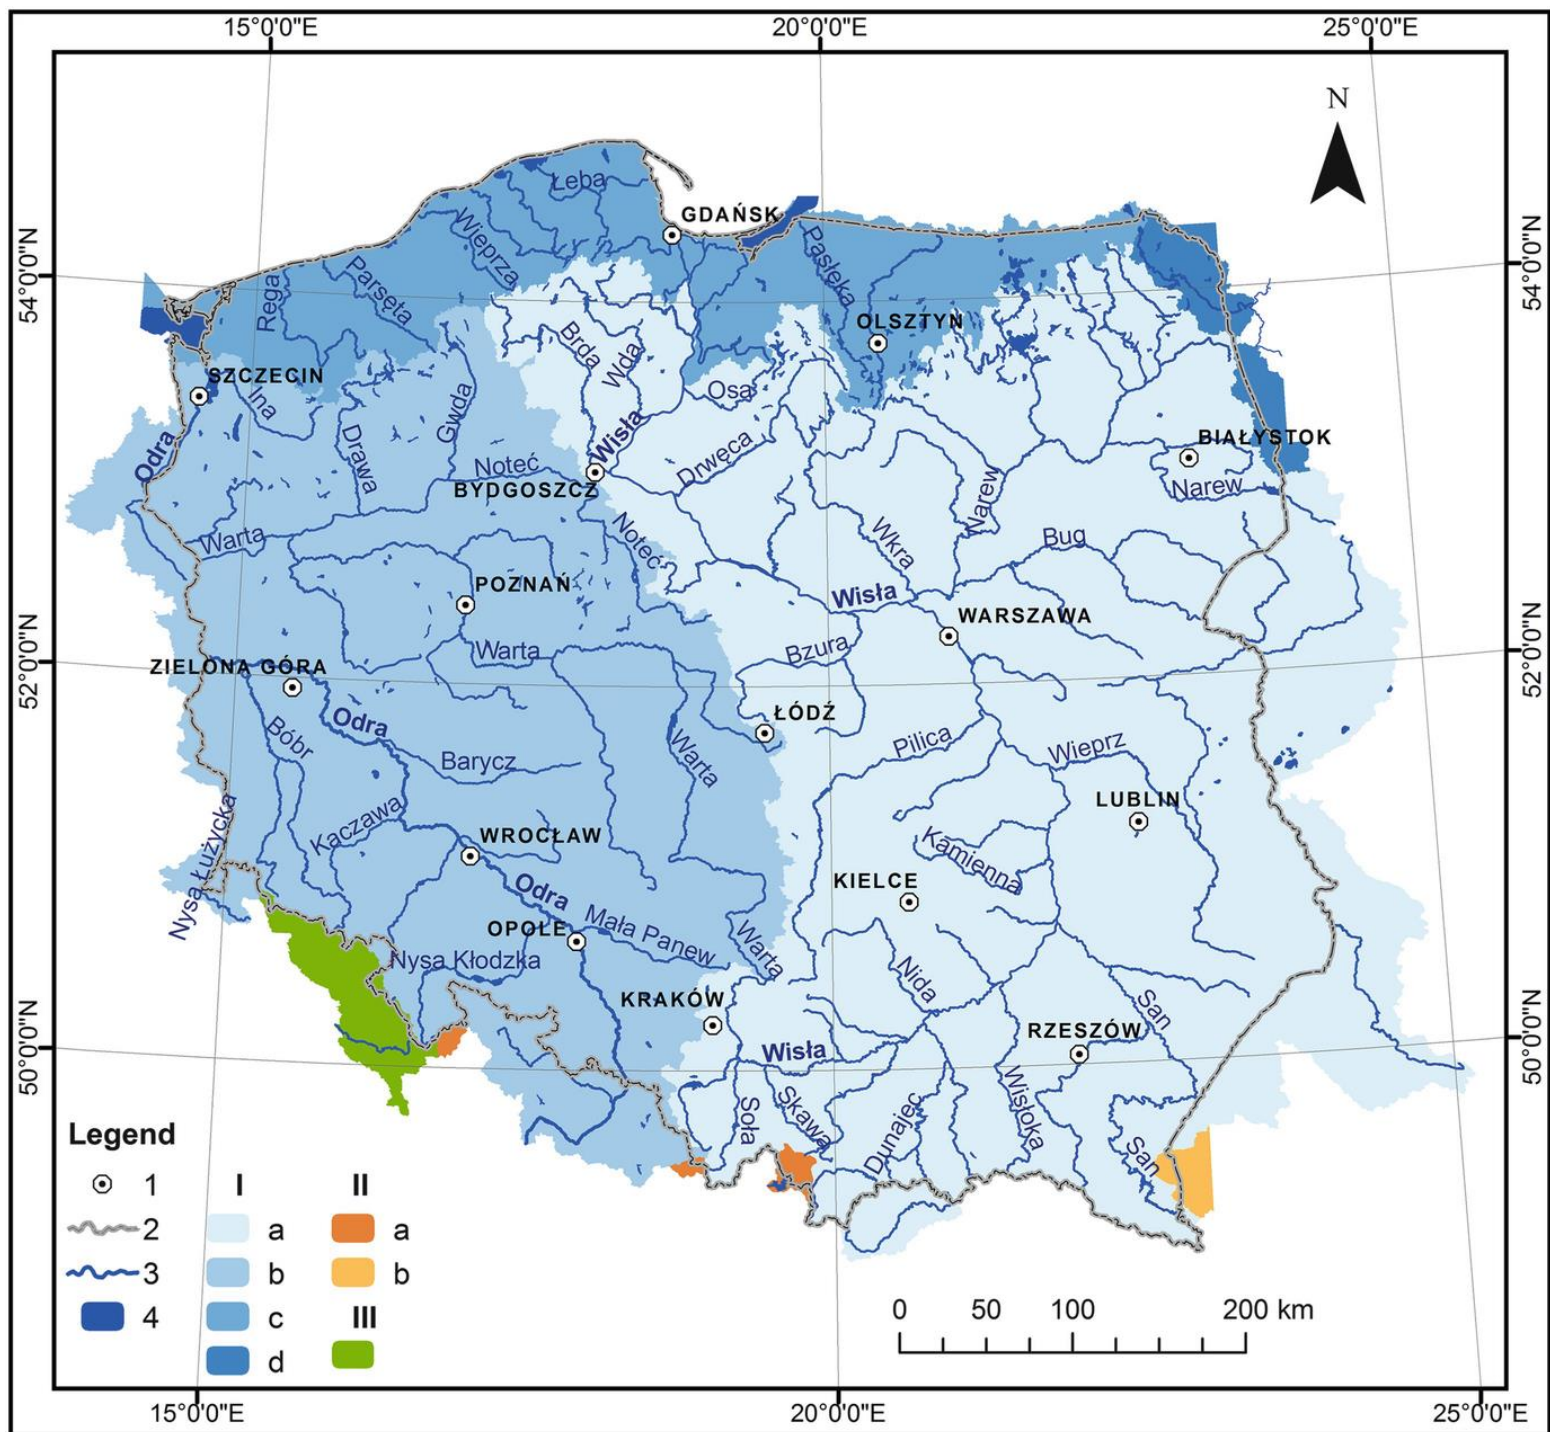 15°0'0"E
20°0'0"E
25°0'0"E
N
54°0'0"N
54°0'0"N
Łeba
GDAŃSK
Wieprza
Pasłęka
Parsęta
Rega
OLSZTYN
Brda
Wda
SZCZECIN
Ina
Osa
Gwda
Wisła
Odra
Drawa
Drwęca
BIAŁYSTOK
Noteć
BYDGOSZCZ
Narew
Narew
Noteć
Wkra
Warta
Bug
POZNAŃ
Wisła
WARSZAWA
52°0'0"N
52°0'0"N
Warta
Bzura
ZIELONA GÓRA
ŁÓDŹ
Odra
Bóbr
Pilica
Wieprz
Barycz
Warta
LUBLIN
Nysa Łużycka
Kaczawa
WROCŁAW
Kamienna
KIELCE
Odra
OPOLE
Mała Panew
Warta
Nysa Kłodzka
Nida
KRAKÓW
San
RZESZÓW
50°0'0"N
50°0'0"N
Wisła
Soła
Skawa
Dunajec
Wisłoka
San
Legend
1 I II
2 a a
3 b b
4 c III
d
0 50 100 200 km
15°0'0"E
20°0'0"E
25°0'0"E